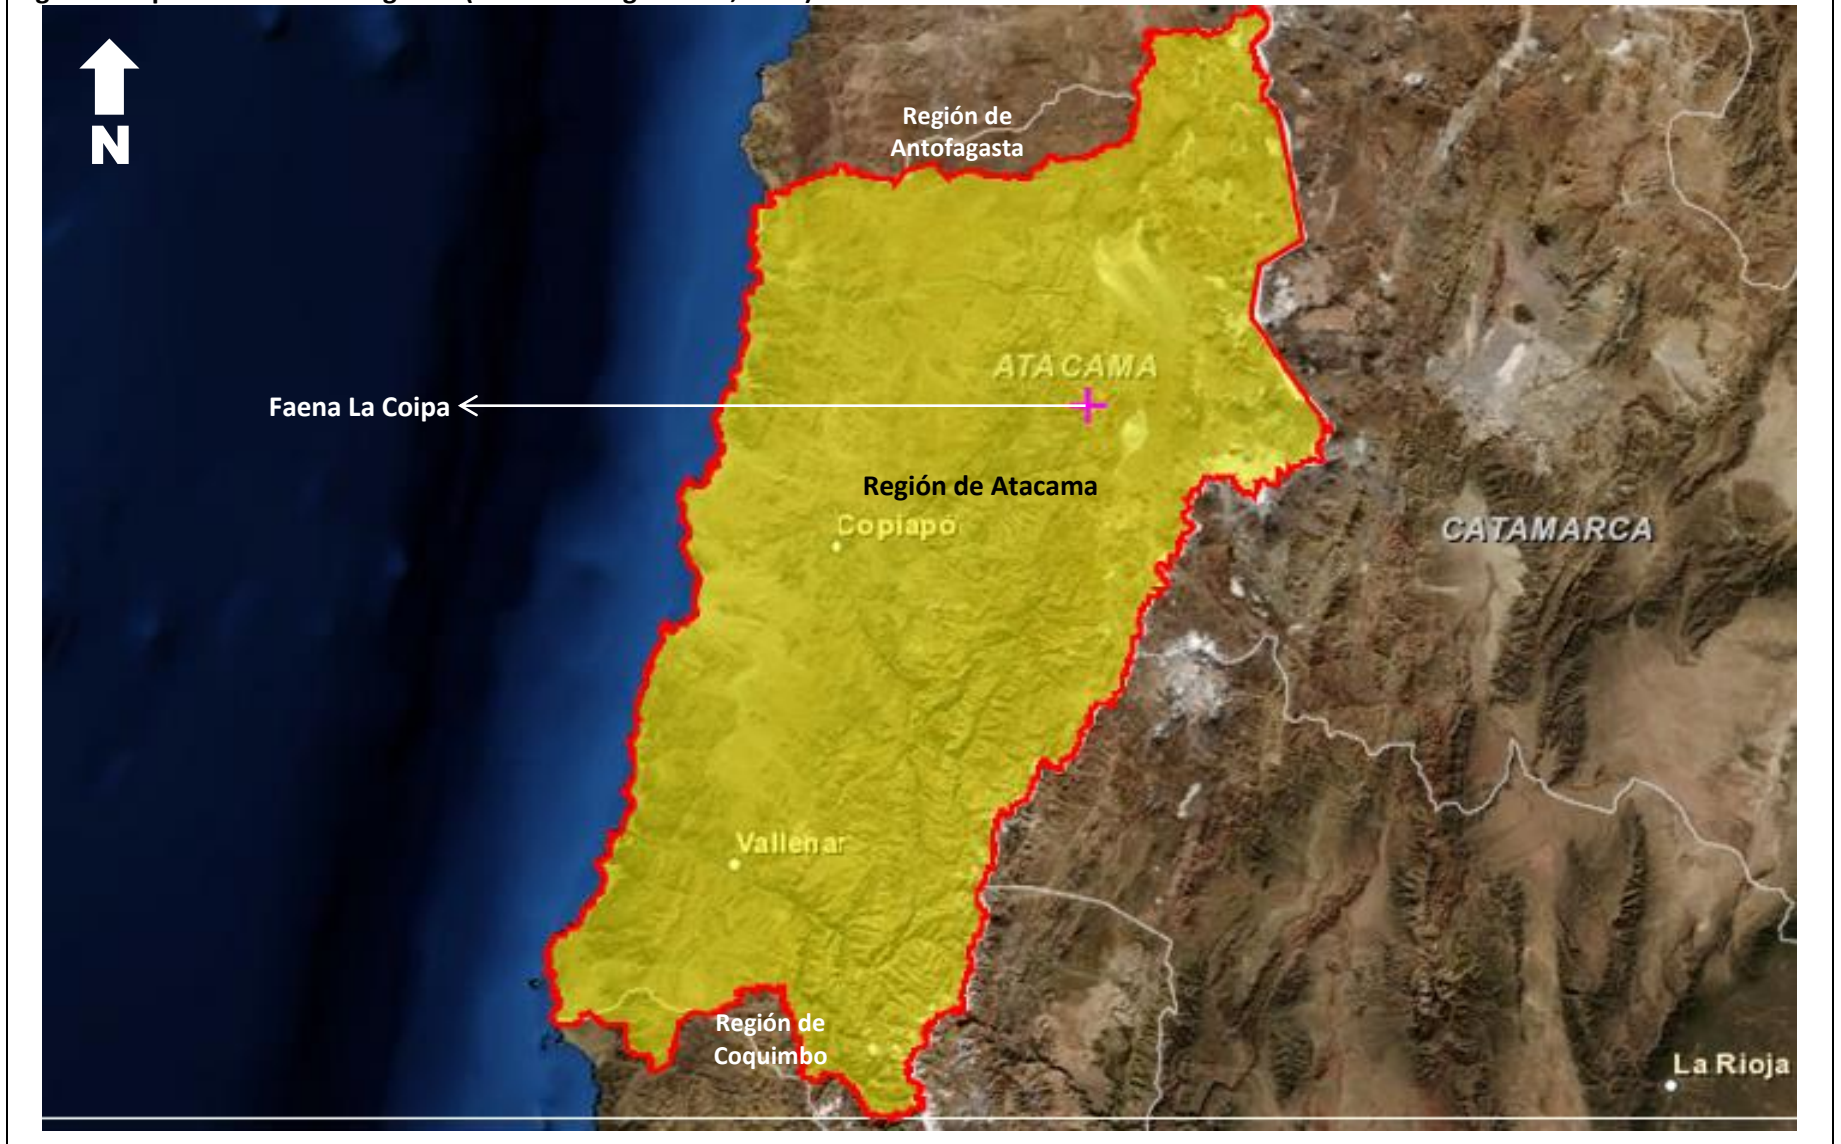 N
Región de
Antofagasta
ATACAMA
Faena La Coipa
Región de Atacama
Copiapó
CATAMARCA
Vallenar
Región de
Coquimbo
La Rioja